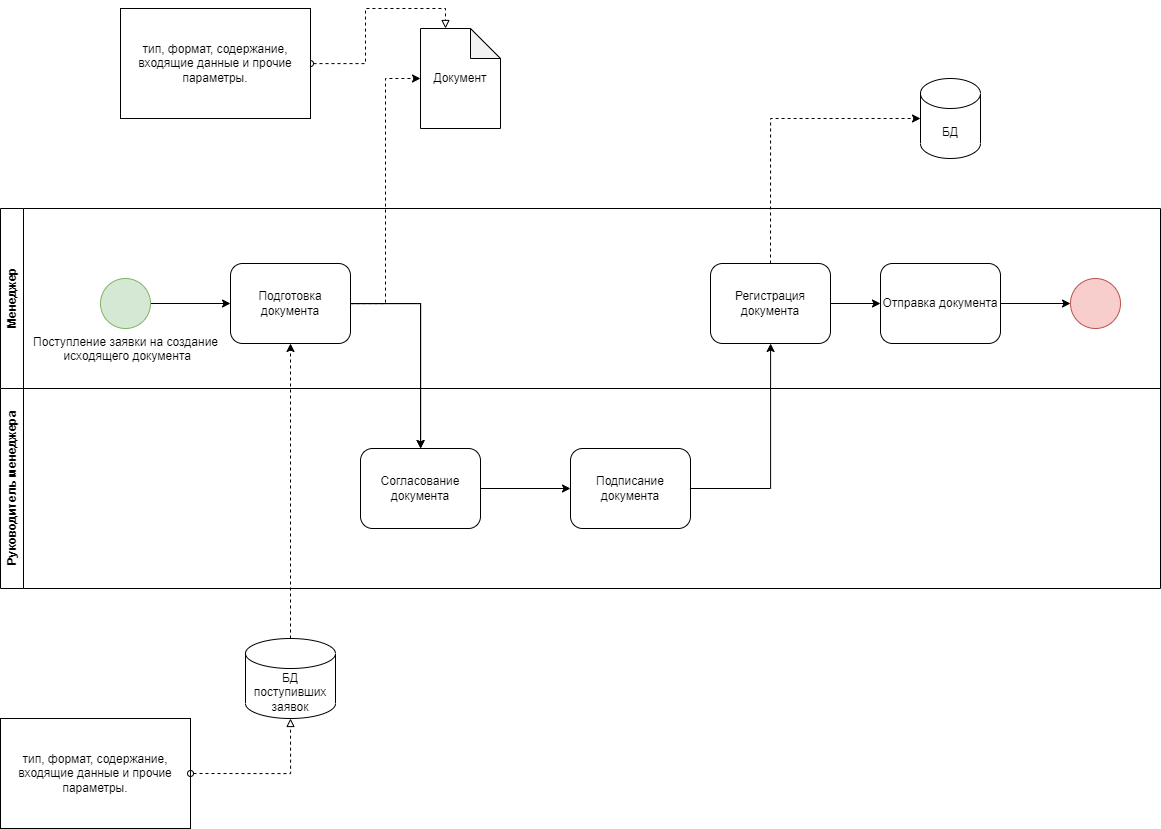 тип, формат, содержание,
входящие данные и прочие
параметры.
Документ
БД
Менеджер
Подготовка
документа
Поступление заявки на создание
исходящего документа
Регистрация
документа
Отправка документа
Руководитель менеджера
Согласование
документа
Подписание
документа
БД
поступивших
заявок
тип, формат, содержание,
входящие данные и прочие
параметры.